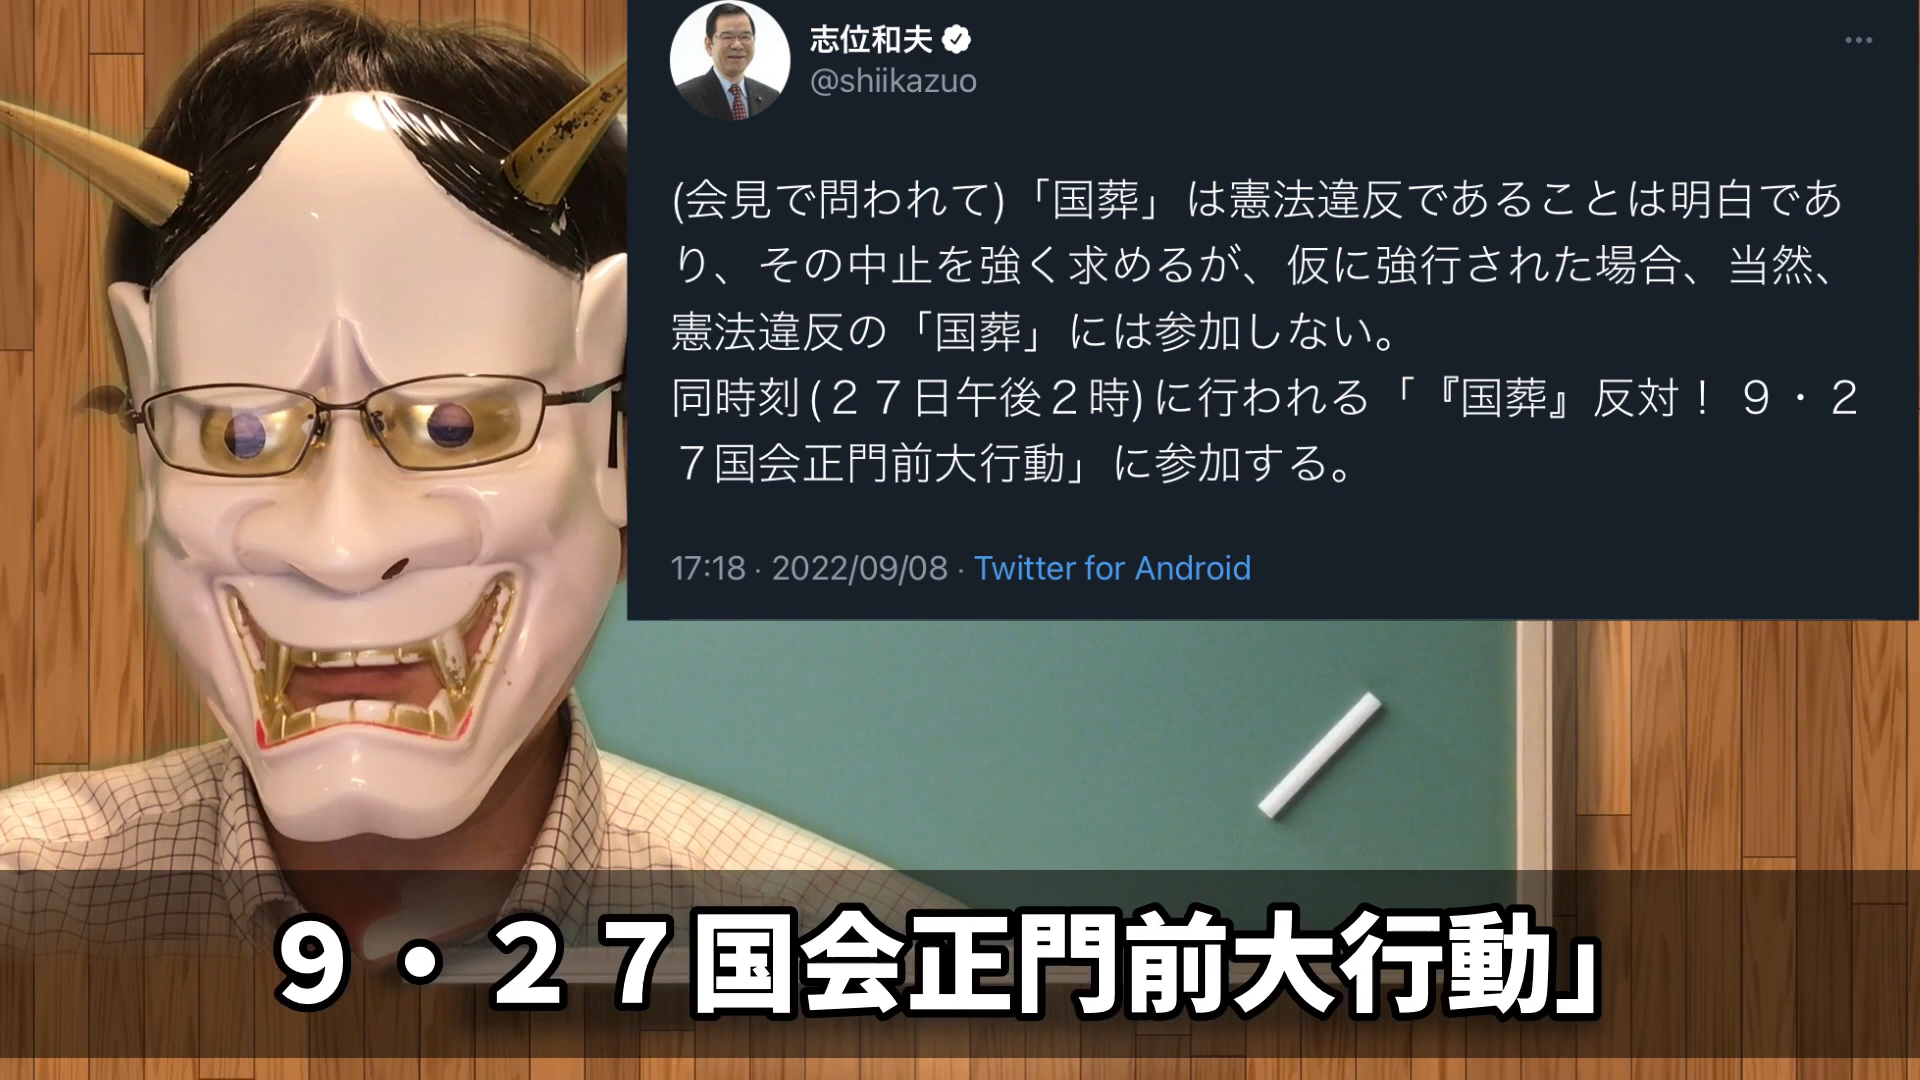 志位和夫
@shiikazuo
(会見で問われて)「国葬」は憲法違反であることは明白であ
り、その中止を強く求めるが、仮に強行された場合、当然、
憲法違反の「国葬」には参加しない。
同時刻(２７日午後２時)に行われる「『国葬』反対！９・２
７国会正門前大行動」に参加する。
17:18 · 2022/09/08 · Twitter for Android
９・２７国会正門前大行動」